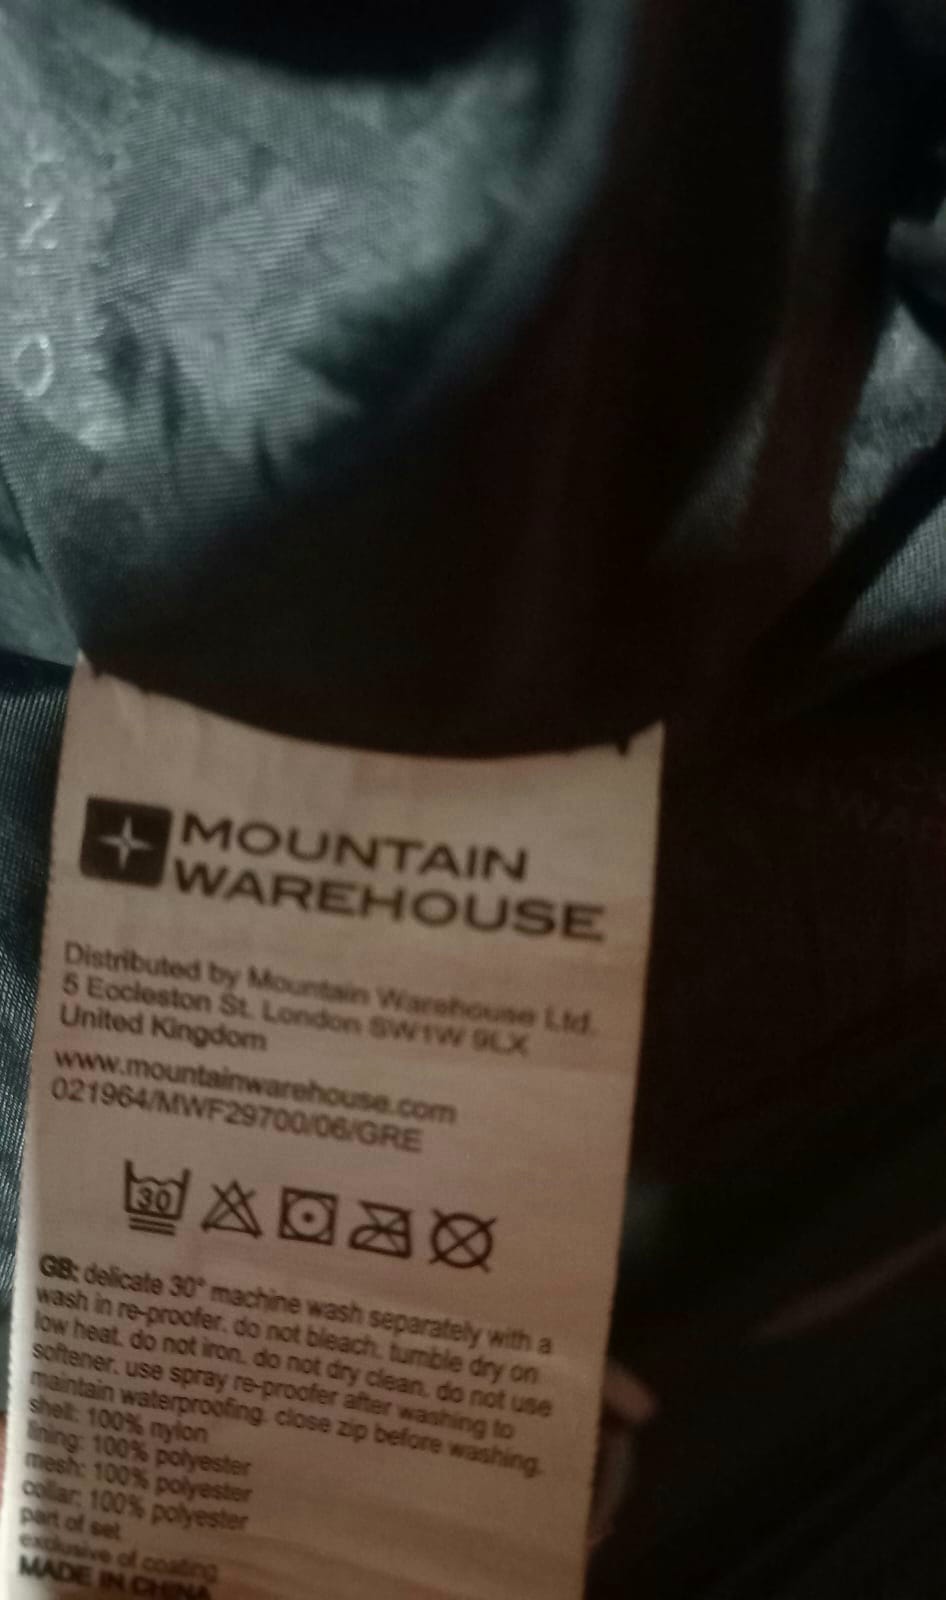 MOUNTAIN
WAREHOUSE
Distributed by Mountain Warehouse Ltd.
5 Eccleston St. London SW1W 9LX
United Kingdom
www.mountainwarehouse.com
021964/MWF29700/06/GRE
30
GB: delicate 30° machine wash separately with a
wash in re-proofer. do not bleach. tumble dry on
low heat. do not iron. do not dry clean. do not use
softener. use spray re-proofer after washing to
maintain waterproofing. close zip before washing.
shell: 100% nylon
lining: 100% polyester
mesh: 100% polyester
collar: 100% polyester
part of set
exclusive of coating
MADE IN CHINA